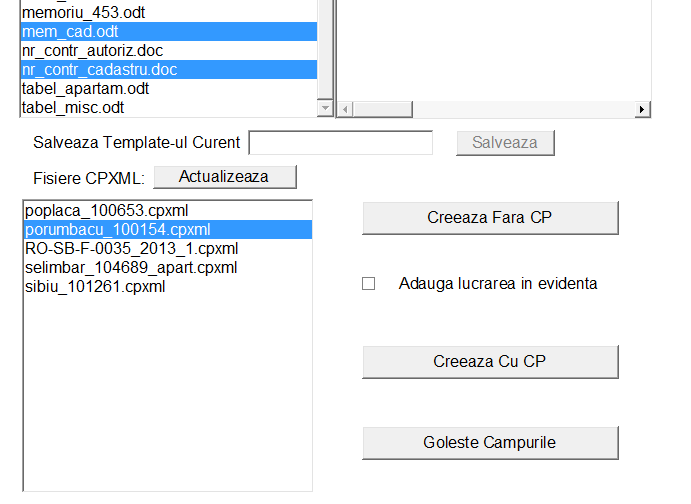 memoriu_453.odt
mem_cad.odt
nr_contr_autoriz.doc
nr_contr_cadastru.doc
tabel_apartam.odt
tabel_misc.odt
Salveaza Template-ul Curent
Salveaza
Fisiere CPXML:
Actualizeaza
poplaca_100653.cpxml
porumbacu_100154.cpxml
RO-SB-F-0035_2013_1.cpxml
selimbar_104689_apart.cpxml
sibiu_101261.cpxml
Creeaza Fara CP
Adauga lucrarea in evidenta
Creeaza Cu CP
Goleste Campurile